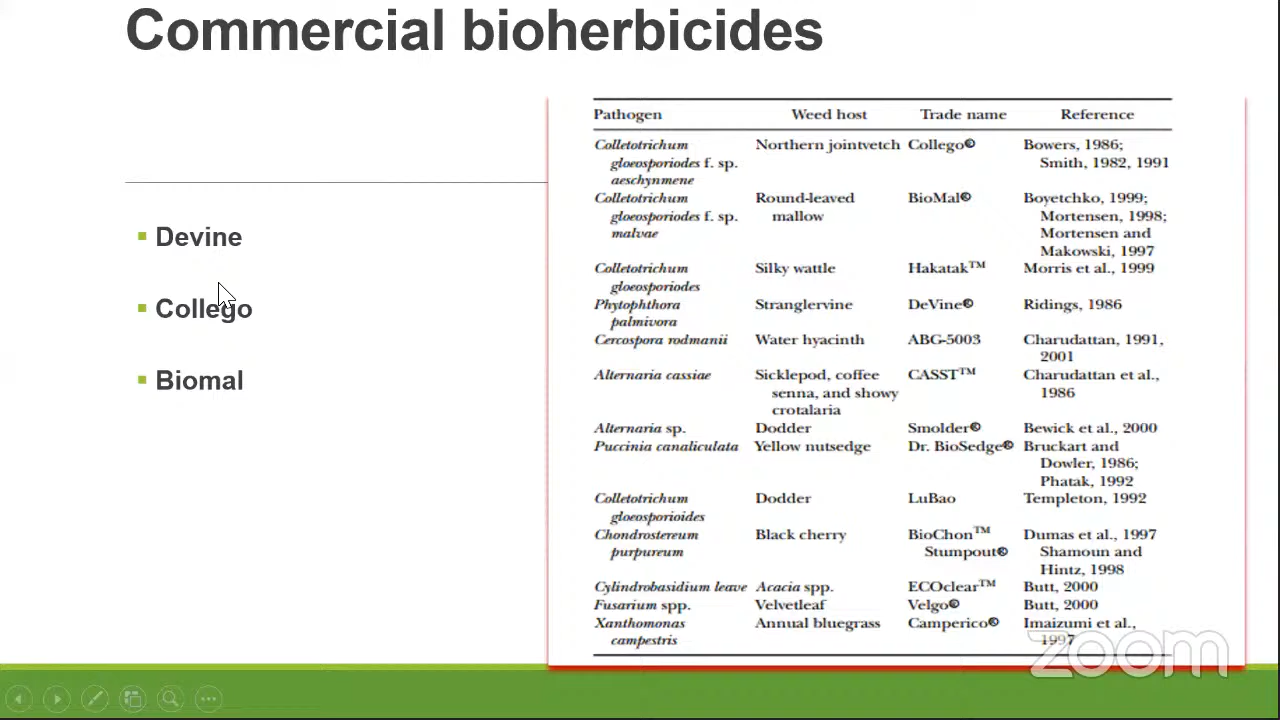 Commercial bioherbicides
Devine
Collego
Biomal
Pathogen Weed host Trade name Reference
Colletotrichum Northern jointvetch Collego® Bowers, 1986;
gloeosporiodes f. sp. Smith, 1982, 1991
aeschynmene
Colletotrichum Round-leaved BioMal® Boyetchko, 1999;
gloeosporiodes f. sp. mallow Mortensen, 1998;
malvae Mortensen and
Makowski, 1997
Colletotrichum Silky wattle Hakatak™ Morris et al., 1999
gloeosporiodes
Phytophthora Stranglervine DeVine® Ridings, 1986
palmivora
Cercospora rodmanii Water hyacinth ABG-5003 Charudattan, 1991,
2001
Alternaria cassiae Sicklepod, coffee CASST™ Charudattan et al.,
senna, and showy 1986
crotalaria
Alternaria sp. Dodder Smolder® Bewick et al., 2000
Puccinia canaliculata Yellow nutsedge Dr. BioSedge® Bruckart and
Dowler, 1986;
Phatak, 1992
Colletotrichum Dodder LuBao Templeton, 1992
gloeosporioides
Chondrostereum Black cherry BioChon™ Dumas et al., 1997
purpureum Stumpout® Shamoun and
Hintz, 1998
Cylindrobasidium leave Acacia spp. ECOclear™ Butt, 2000
Fusarium spp. Velvetleaf Velgo® Butt, 2000
Xanthomonas Annual bluegrass Camperico® Imaizumi et al.,
campestris 1997
zoom